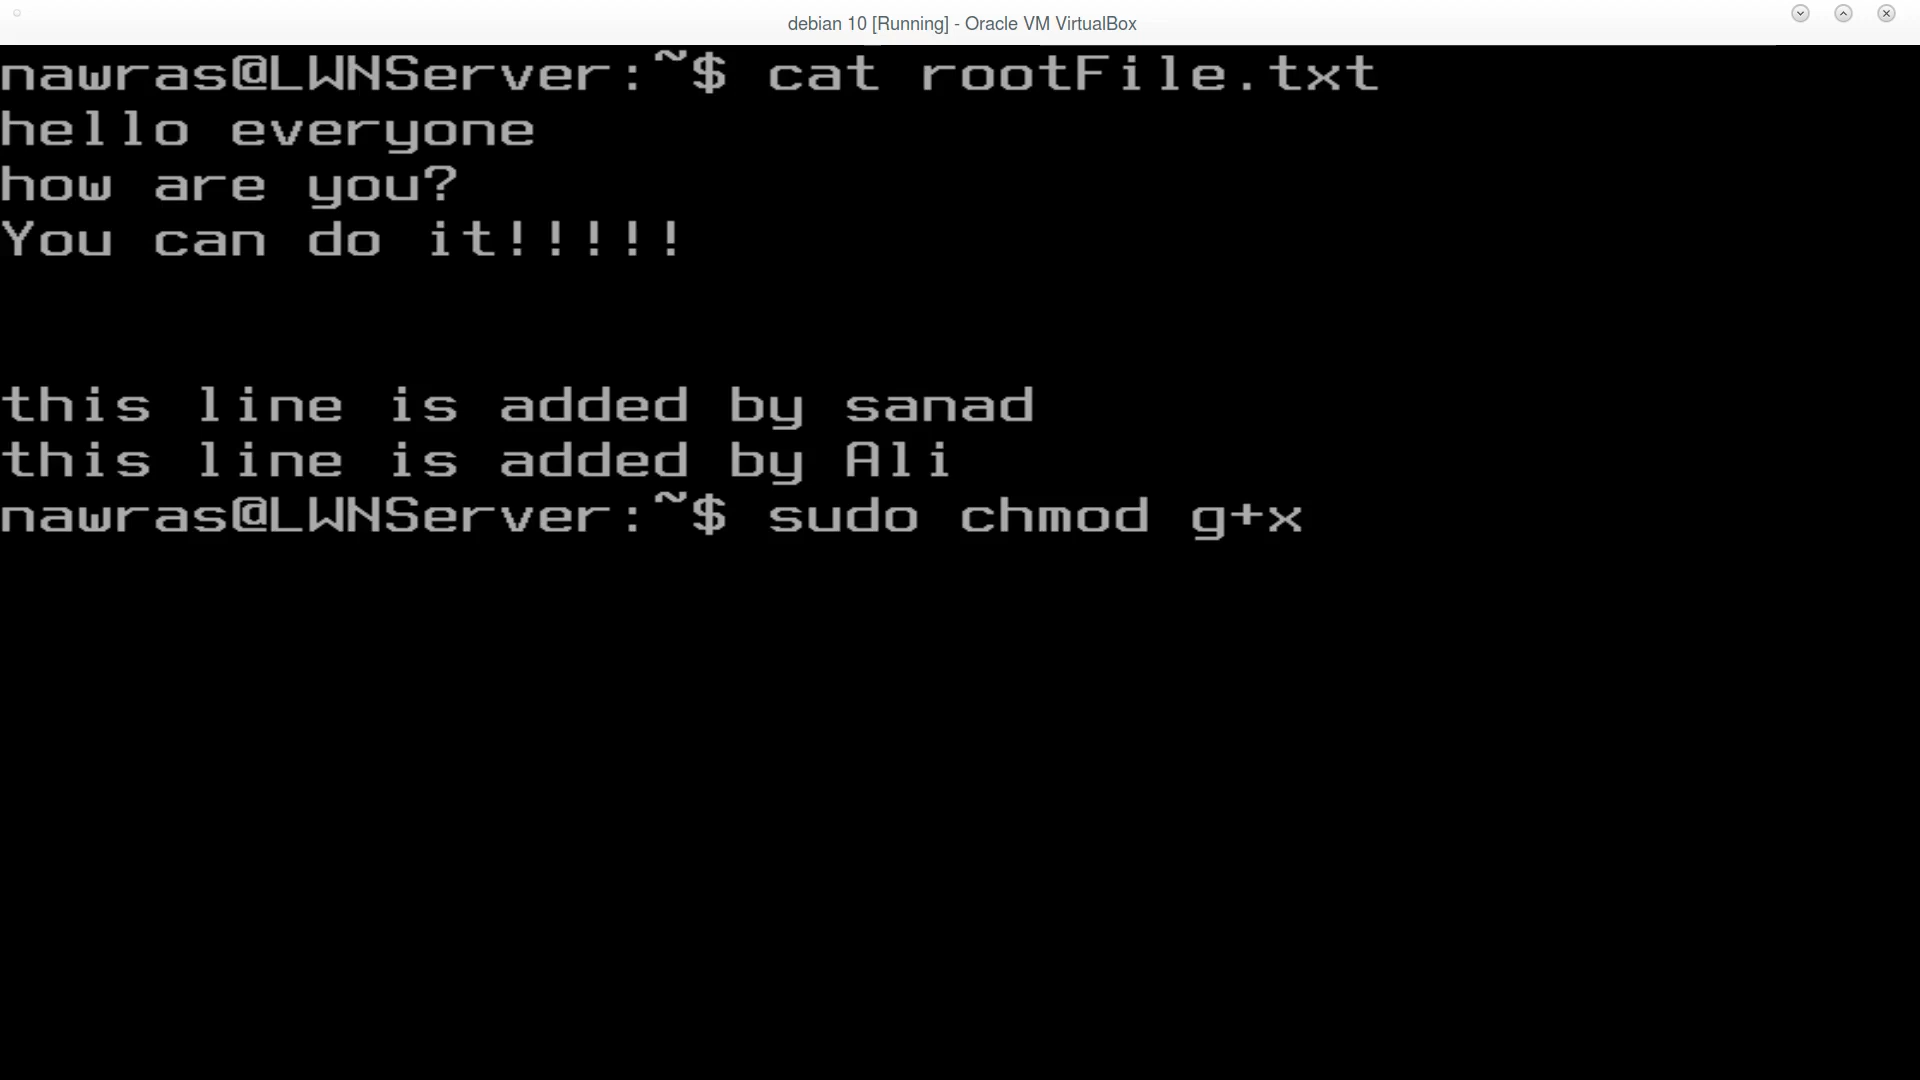 debian 10 [Running] - Oracle VM VirtualBox
nawras@LWNServer:~$ cat rootFile.txt
hello everyone
how are you?
You can do it!!!!!
this line is added by sanad
this line is added by Ali
nawras@LWNServer:~$ sudo chmod g+x